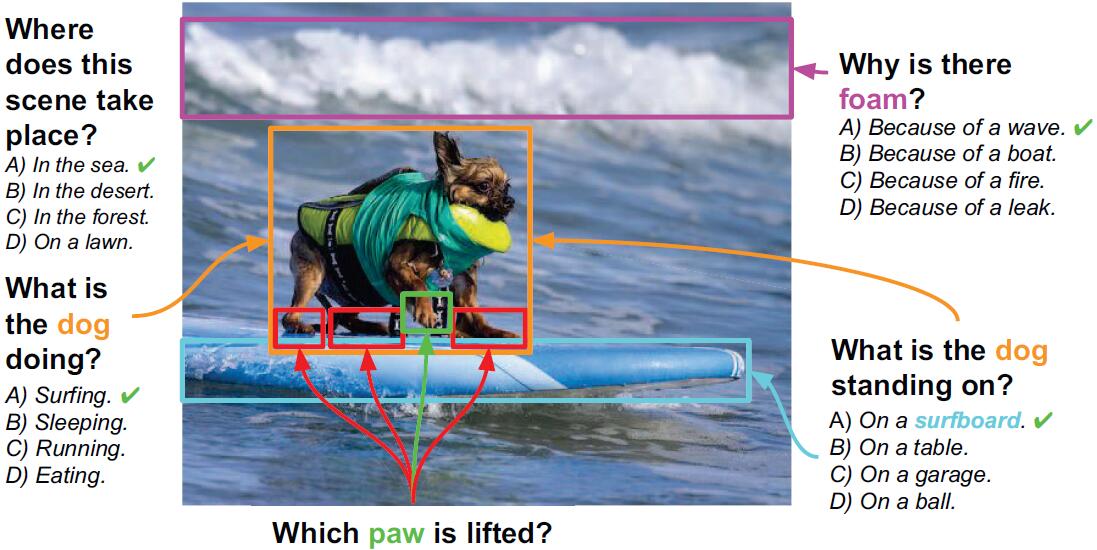 Where
does this
scene take
place?
A) In the sea. ✔
B) In the desert.
C) In the forest.
D) On a lawn.
What is
the dog
doing?
A) Surfing. ✔
B) Sleeping.
C) Running.
D) Eating.
Which paw is lifted?
Why is there
foam?
A) Because of a wave. ✔
B) Because of a boat.
C) Because of a fire.
D) Because of a leak.
What is the dog
standing on?
A) On a surfboard. ✔
B) On a table.
C) On a garage.
D) On a ball.